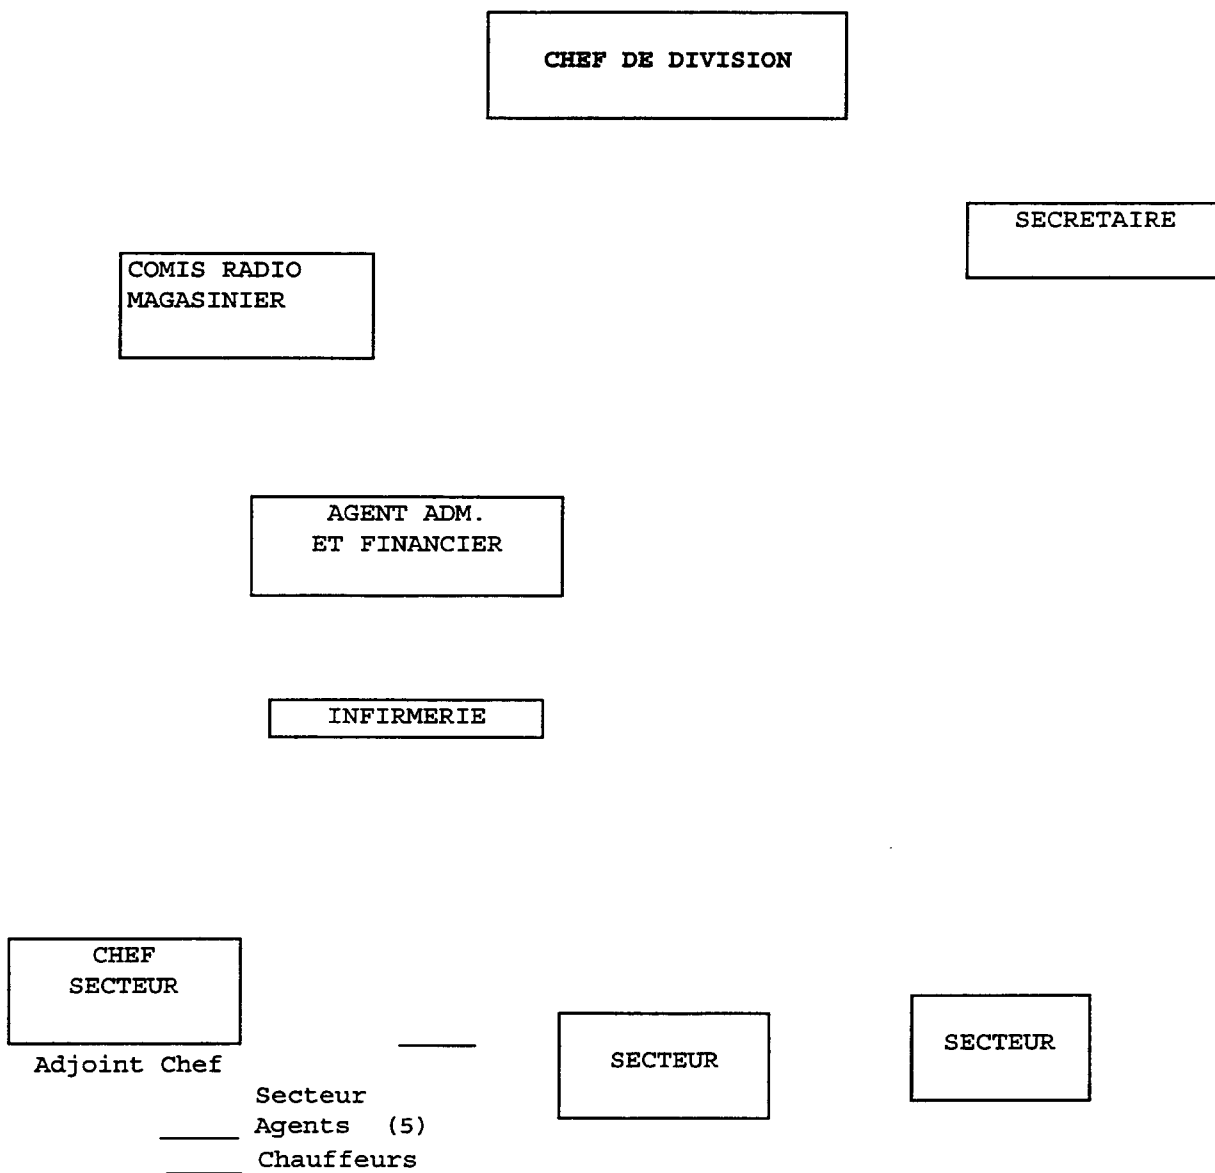 CHEF DE DIVISION
SECRETAIRE
COMIS RADIO
MAGASINIER
AGENT ADM.
ET FINANCIER
INFIRMERIE
CHEF
SECTEUR
Adjoint Chef
Secteur
Agents (5)
Chauffeurs
SECTEUR
SECTEUR